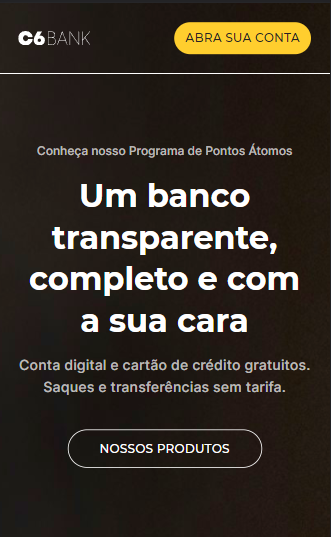 C6BANK
ABRA SUA CONTA
Conheça nosso Programa de Pontos Átomos
Um banco
transparente,
completo e com
a sua cara
Conta digital e cartão de crédito gratuitos.
Saques e transferências sem tarifa.
NOSSOS PRODUTOS